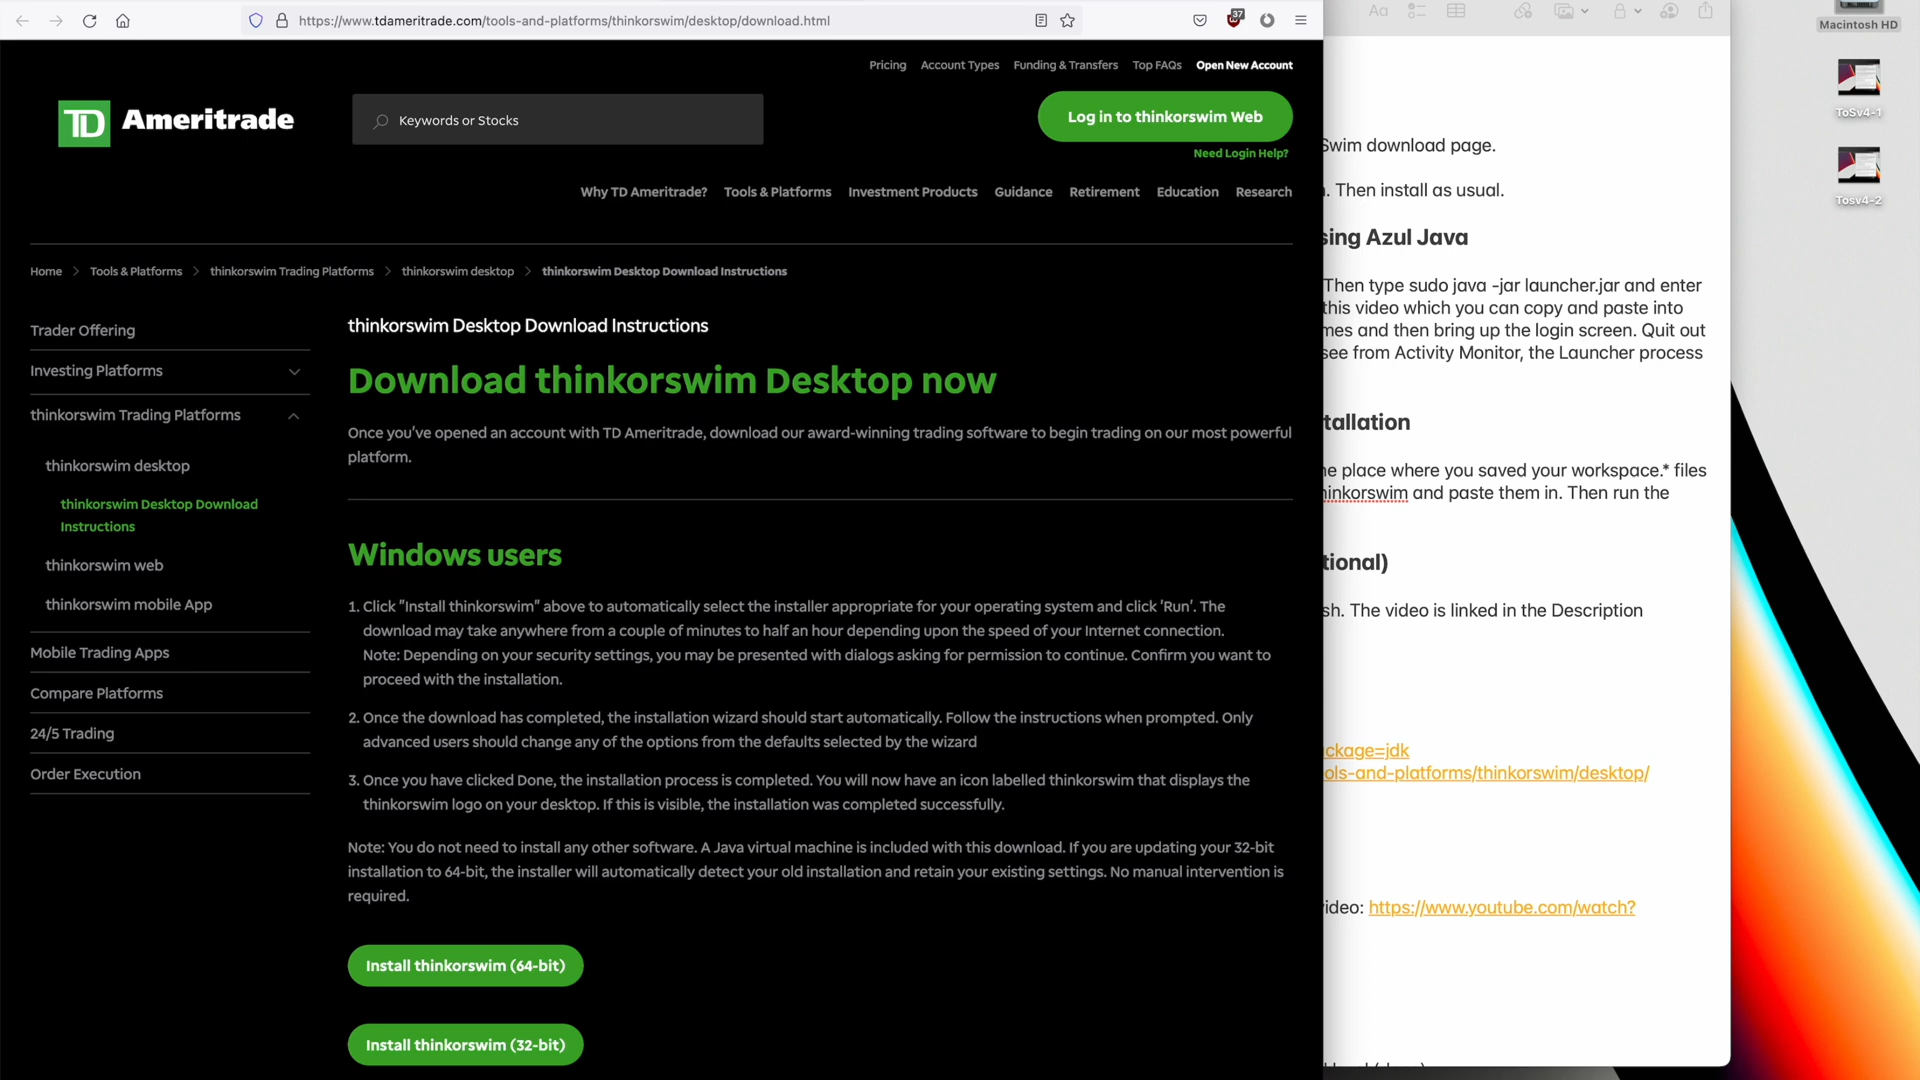 https://www.tdameritrade.com/tools-and-platforms/thinkorswim/desktop/download.html
37
Pricing
Account Types
Funding & Transfers
Top FAQs
Open New Account
TD Ameritrade
Keywords or Stocks
Log in to thinkorswim Web
Need Login Help?
Why TD Ameritrade?
Tools & Platforms
Investment Products
Guidance
Retirement
Education
Research
Home
Tools & Platforms
thinkorswim Trading Platforms
thinkorswim desktop
thinkorswim Desktop Download Instructions
Trader Offering
Investing Platforms
thinkorswim Trading Platforms
thinkorswim desktop
thinkorswim Desktop Download
Instructions
thinkorswim web
thinkorswim mobile App
Mobile Trading Apps
Compare Platforms
24/5 Trading
Order Execution
thinkorswim Desktop Download Instructions
Download thinkorswim Desktop now
Once you've opened an account with TD Ameritrade, download our award-winning trading software to begin trading on our most powerful
platform.
Windows users
1. Click "Install thinkorswim" above to automatically select the installer appropriate for your operating system and click 'Run'. The
download may take anywhere from a couple of minutes to half an hour depending upon the speed of your Internet connection.
Note: Depending on your security settings, you may be presented with dialogs asking for permission to continue. Confirm you want to
proceed with the installation.
2. Once the download has completed, the installation wizard should start automatically. Follow the instructions when prompted. Only
advanced users should change any of the options from the defaults selected by the wizard
3. Once you have clicked Done, the installation process is completed. You will now have an icon labelled thinkorswim that displays the
thinkorswim logo on your desktop. If this is visible, the installation was completed successfully.
Note: You do not need to install any other software. A Java virtual machine is included with this download. If you are updating your 32-bit
installation to 64-bit, the installer will automatically detect your old installation and retain your existing settings. No manual intervention is
required.
Install thinkorswim (64-bit)
Install thinkorswim (32-bit)
Aa
Swim download page.
. Then install as usual.
sing Azul Java
Then type sudo java -jar launcher.jar and enter
this video which you can copy and paste into
mes and then bring up the login screen. Quit out
see from Activity Monitor, the Launcher process
tallation
ne place where you saved your workspace.* files
hinkorswim and paste them in. Then run the
tional)
sh. The video is linked in the Description
ckage=jdk
ols-and-platforms/thinkorswim/desktop/
video: https://www.youtube.com/watch?
Macintosh HD
ToSv4-1
Tosv4-2